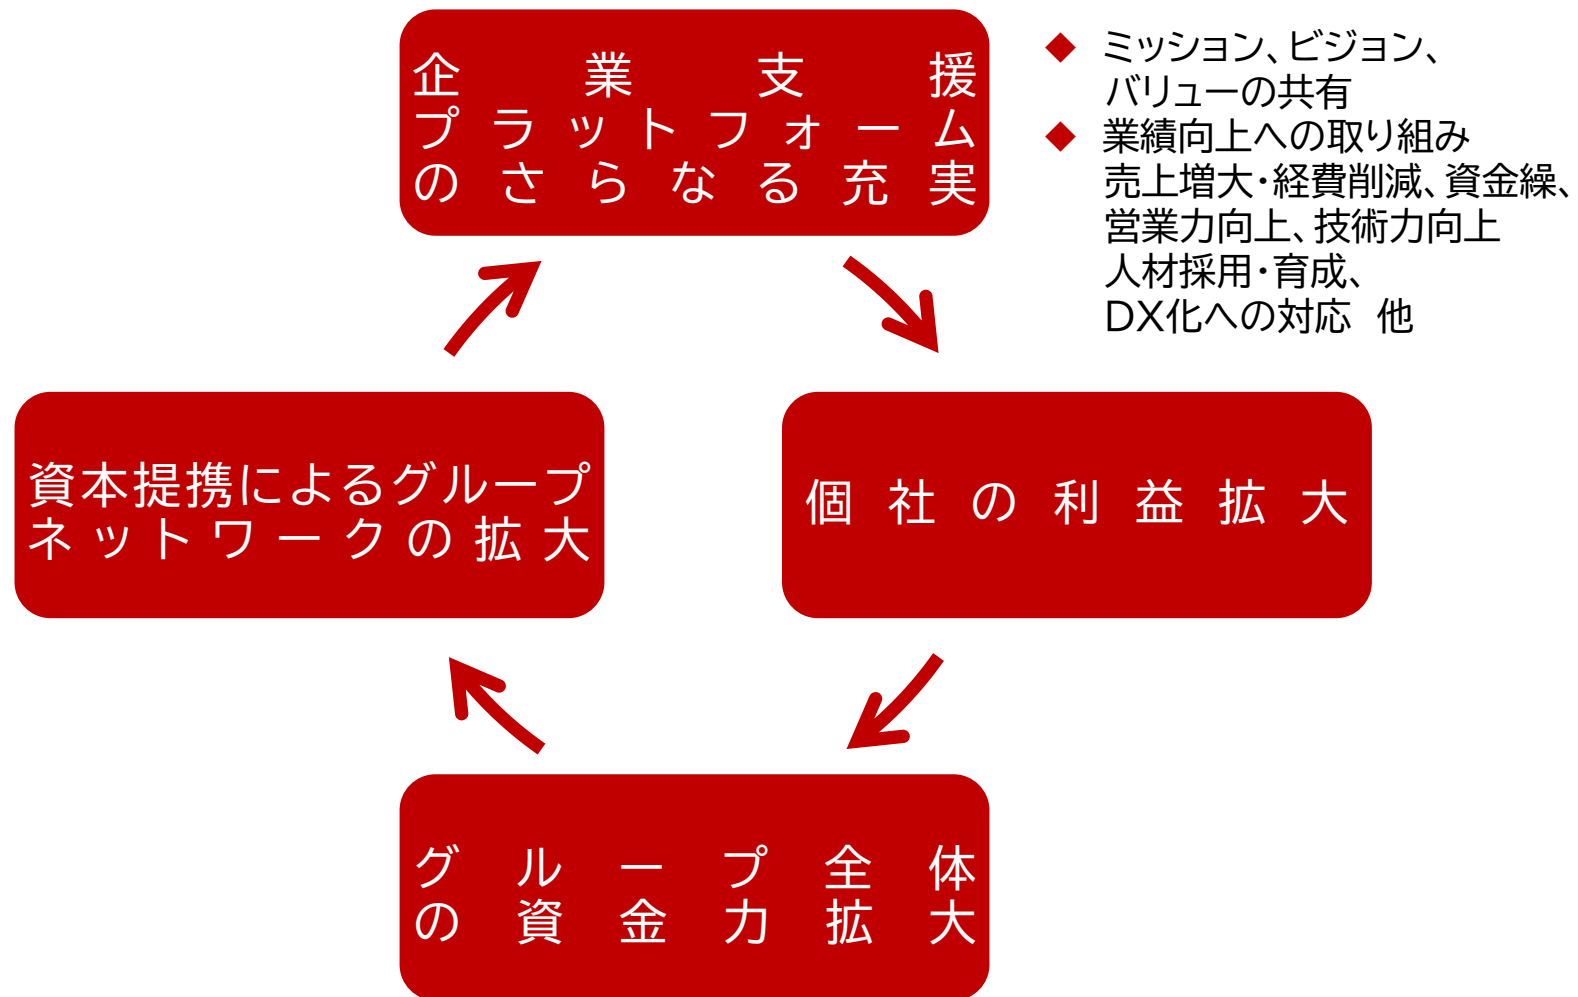 企業支援
プラットフォーム
のさらなる充実
◆ ミッション、ビジョン、
バリューの共有
◆ 業績向上への取り組み
売上増大・経費削減、資金繰、
営業力向上、技術力向上
人材採用・育成、
DX化への対応 他
資本提携によるグループ
ネットワークの拡大
個社の利益拡大
グループ全体
の資金力拡大